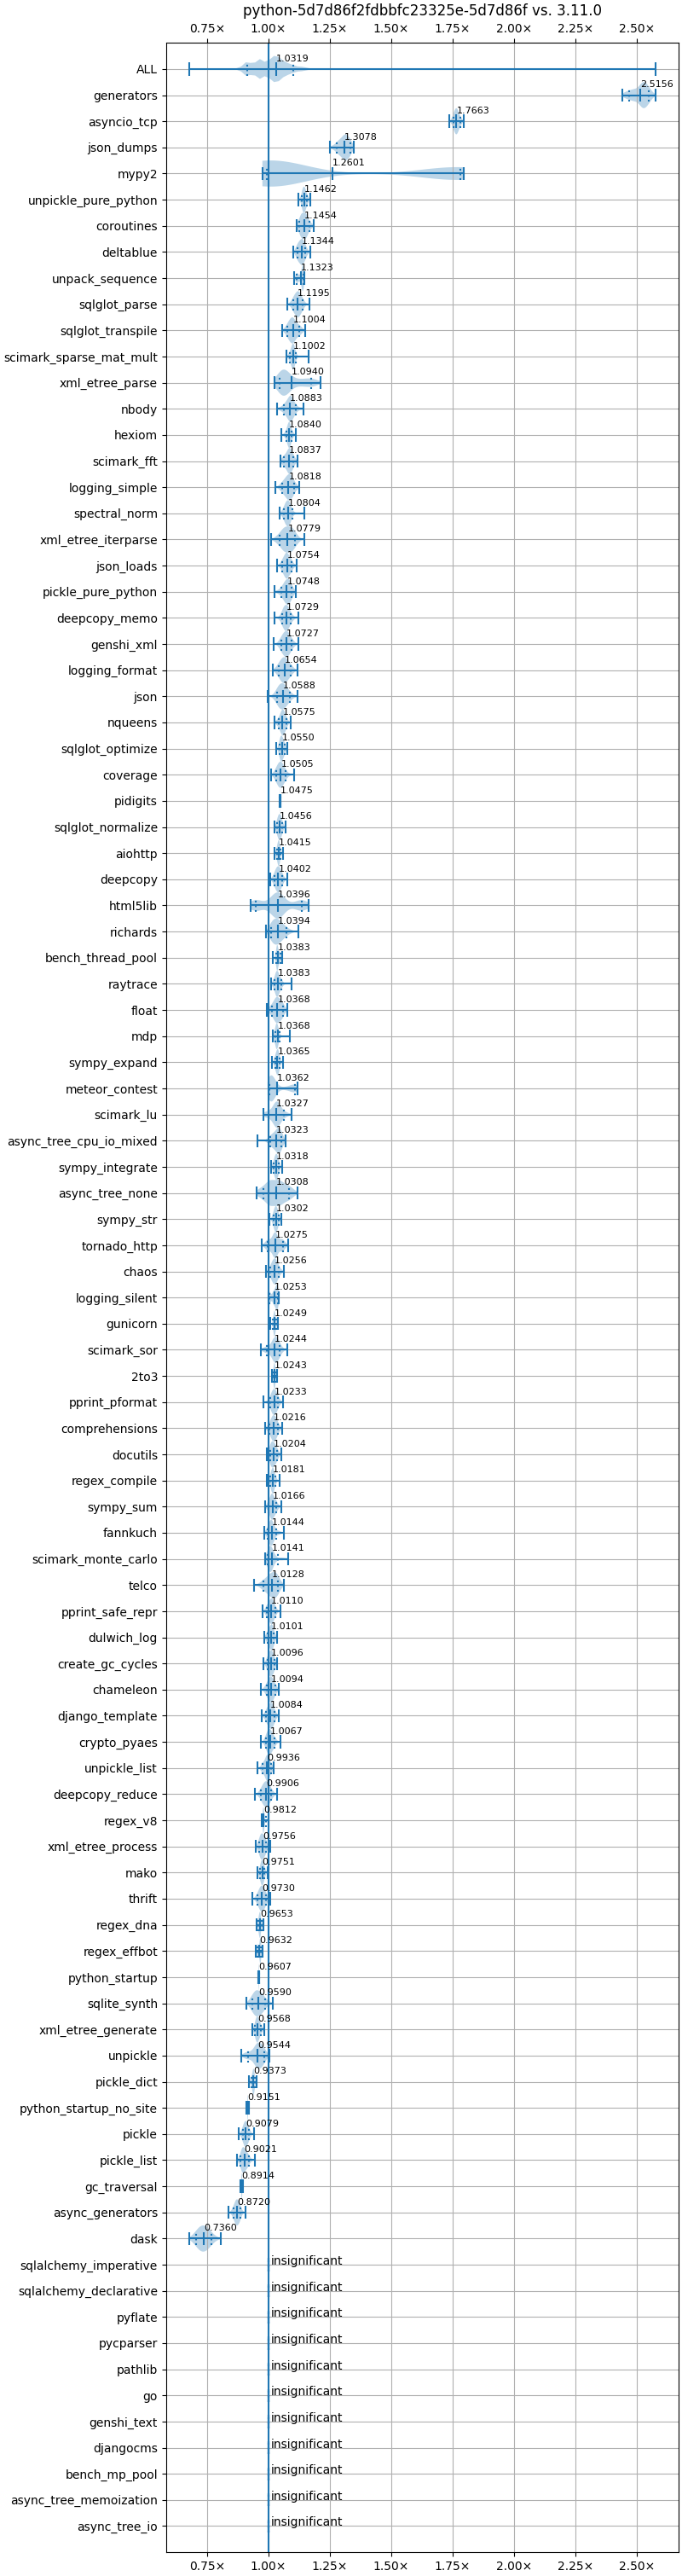 python-5d7d86f2fdbbfc23325e-5d7d86f vs. 3.11.0
0.75× 1.00× 1.25× 1.50× 1.75× 2.00× 2.25× 2.50×
ALL 1.0319
generators 2.5156
asyncio_tcp 1.7663
json_dumps 1.3078
mypy2 1.2601
unpickle_pure_python 1.1462
coroutines 1.1454
deltablue 1.1344
unpack_sequence 1.1323
sqlglot_parse 1.1195
sqlglot_transpile 1.1004
scimark_sparse_mat_mult 1.1002
xml_etree_parse 1.0940
nbody 1.0883
hexiom 1.0840
scimark_fft 1.0837
logging_simple 1.0818
spectral_norm 1.0804
xml_etree_iterparse 1.0779
json_loads 1.0754
pickle_pure_python 1.0748
deepcopy_memo 1.0729
genshi_xml 1.0727
logging_format 1.0654
json 1.0588
nqueens 1.0575
sqlglot_optimize 1.0550
coverage 1.0505
pidigits 1.0475
sqlglot_normalize 1.0456
aiohttp 1.0415
deepcopy 1.0402
html5lib 1.0396
richards 1.0394
bench_thread_pool 1.0383
raytrace 1.0383
float 1.0368
mdp 1.0368
sympy_expand 1.0365
meteor_contest 1.0362
scimark_lu 1.0327
async_tree_cpu_io_mixed 1.0323
sympy_integrate 1.0318
async_tree_none 1.0308
sympy_str 1.0302
tornado_http 1.0275
chaos 1.0256
logging_silent 1.0253
gunicorn 1.0249
scimark_sor 1.0244
2to3 1.0243
pprint_pformat 1.0233
comprehensions 1.0216
docutils 1.0204
regex_compile 1.0181
sympy_sum 1.0166
fannkuch 1.0144
scimark_monte_carlo 1.0141
telco 1.0128
pprint_safe_repr 1.0110
dulwich_log 1.0101
create_gc_cycles 1.0096
chameleon 1.0094
django_template 1.0084
crypto_pyaes 1.0067
unpickle_list 0.9936
deepcopy_reduce 0.9906
regex_v8 0.9812
xml_etree_process 0.9756
mako 0.9751
thrift 0.9730
regex_dna 0.9653
regex_effbot 0.9632
python_startup 0.9607
sqlite_synth 0.9590
xml_etree_generate 0.9568
unpickle 0.9544
pickle_dict 0.9373
python_startup_no_site 0.9151
pickle 0.9079
pickle_list 0.9021
gc_traversal 0.8914
async_generators 0.8720
dask 0.7360
sqlalchemy_imperative insignificant
sqlalchemy_declarative insignificant
pyflate insignificant
pycparser insignificant
pathlib insignificant
go insignificant
genshi_text insignificant
djangocms insignificant
bench_mp_pool insignificant
async_tree_memoization insignificant
async_tree_io insignificant
0.75× 1.00× 1.25× 1.50× 1.75× 2.00× 2.25× 2.50×